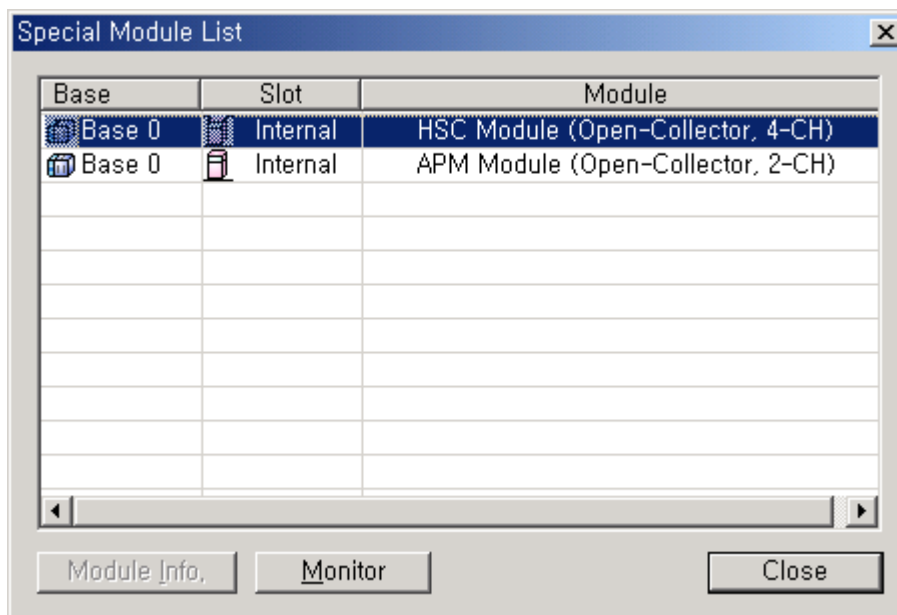 Special Module List
Base Slot Module
Base 0 Internal HSC Module (Open-Collector, 4-CH)
Base 0 Internal APM Module (Open-Collector, 2-CH)
Module Info, Monitor Close